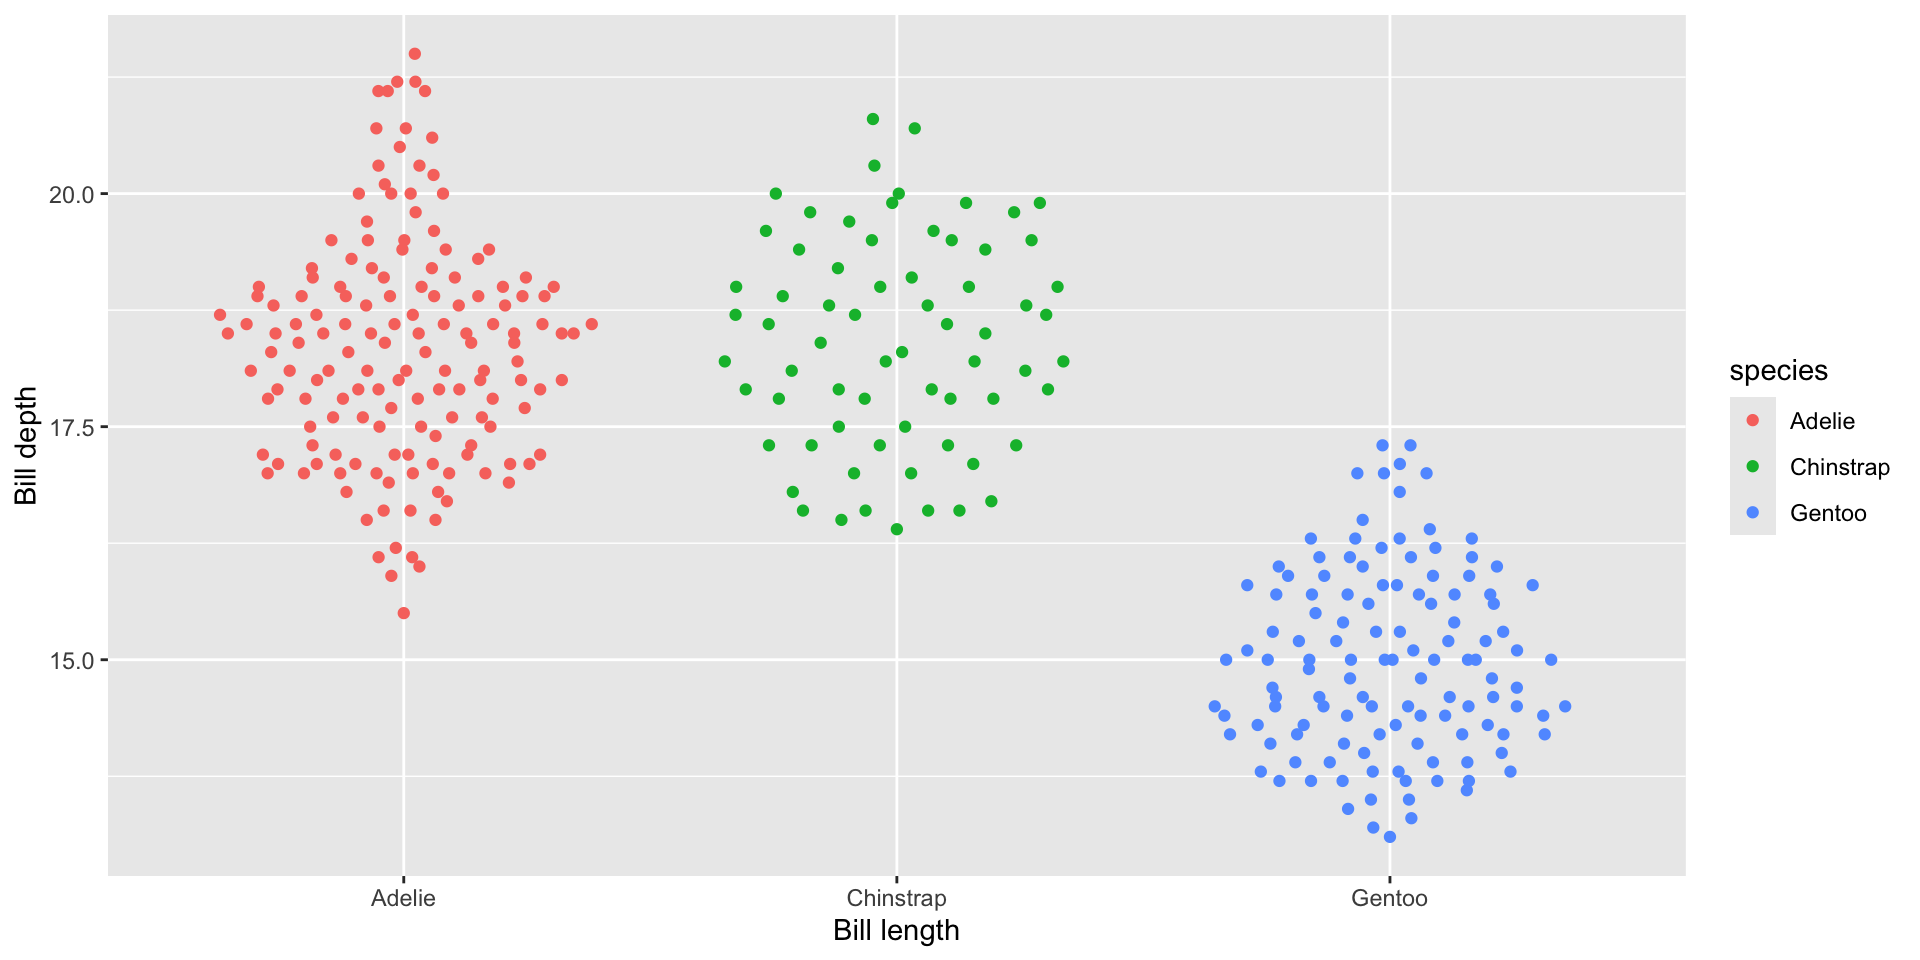 Bill depth
20.0
17.5
15.0
Adelie
Chinstrap
Gentoo
Bill length
species
Adelie
Chinstrap
Gentoo